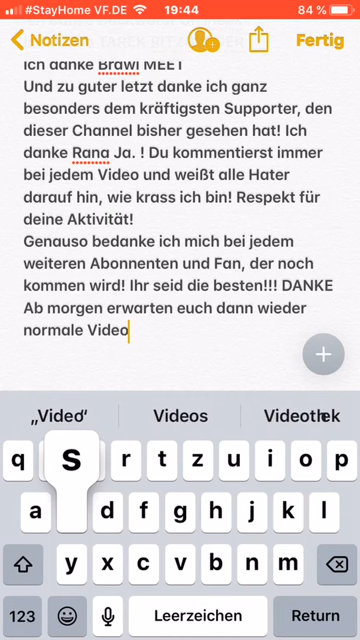 #StayHome VF.DE
19:44
84 %
Notizen
Fertig
Ich danke Brawl MEET
Und zu guter letzt danke ich ganz
besonders dem kräftigsten Supporter, den
dieser Channel bisher gesehen hat! Ich
danke Rana Ja. ! Du kommentierst immer
bei jedem Video und weißt alle Hater
darauf hin, wie krass ich bin! Respekt für
deine Aktivität!
Genauso bedanke ich mich bei jedem
weiteren Abonnenten und Fan, der noch
kommen wird! Ihr seid die besten!!! DANKE
Ab morgen erwarten euch dann wieder
normale Video
„Video“ Videos Videothek
q s r t z u i o p
a d f g h j k l
y x c v b n m
123 Leerzeichen Return